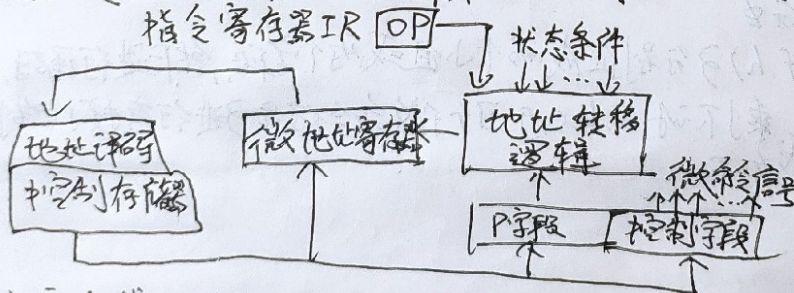 指令寄存器IR OP
状态条件
地址转移
逻辑
微地址寄存器
地址译码
控制存储器
微命令信号
P字段
控制字段